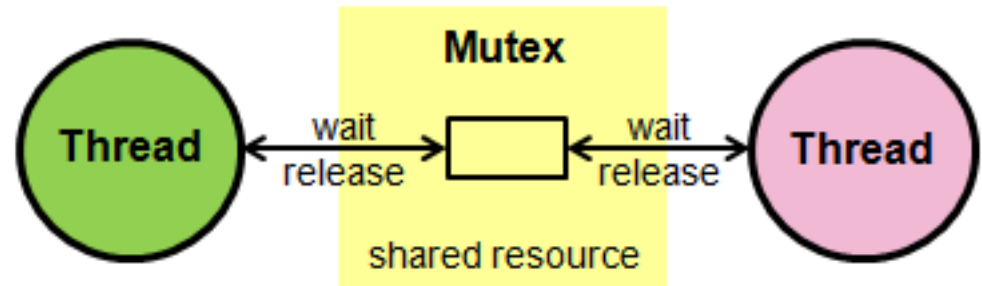 Mutex
Thread
wait
release
wait
release
Thread
shared resource